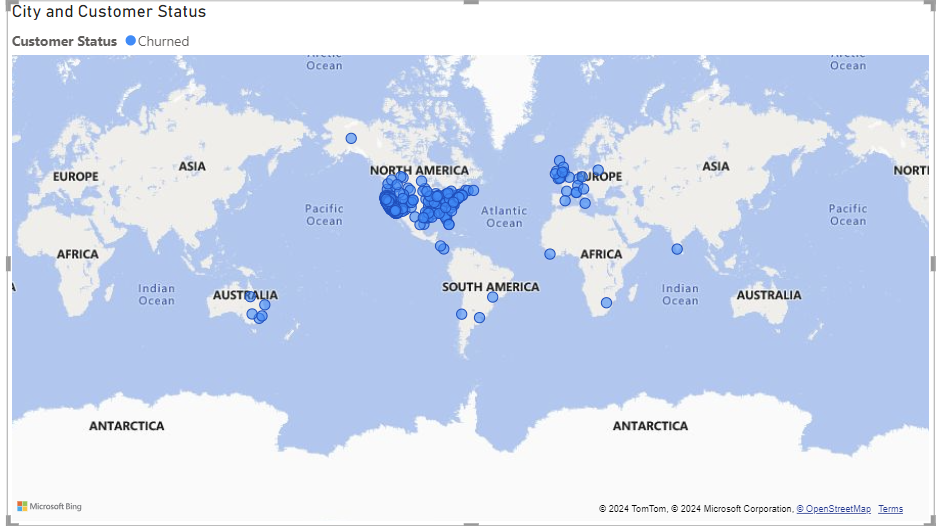 City and Customer Status
Customer Status Churned
Arctic
Ocean
Arctic
Ocean
NORTH AMERICA
ASIA
ASIA
EUROPE
EUROPE
NORTH
Pacific
Ocean
Atlantic
Ocean
Pacific
Ocean
AFRICA
AFRICA
A
Indian
Ocean
AUSTRALIA
SOUTH AMERICA
Indian
Ocean
AUSTRALIA
ANTARCTICA
ANTARCTICA
Microsoft Bing
© 2024 TomTom, © 2024 Microsoft Corporation, © OpenStreetMap Terms